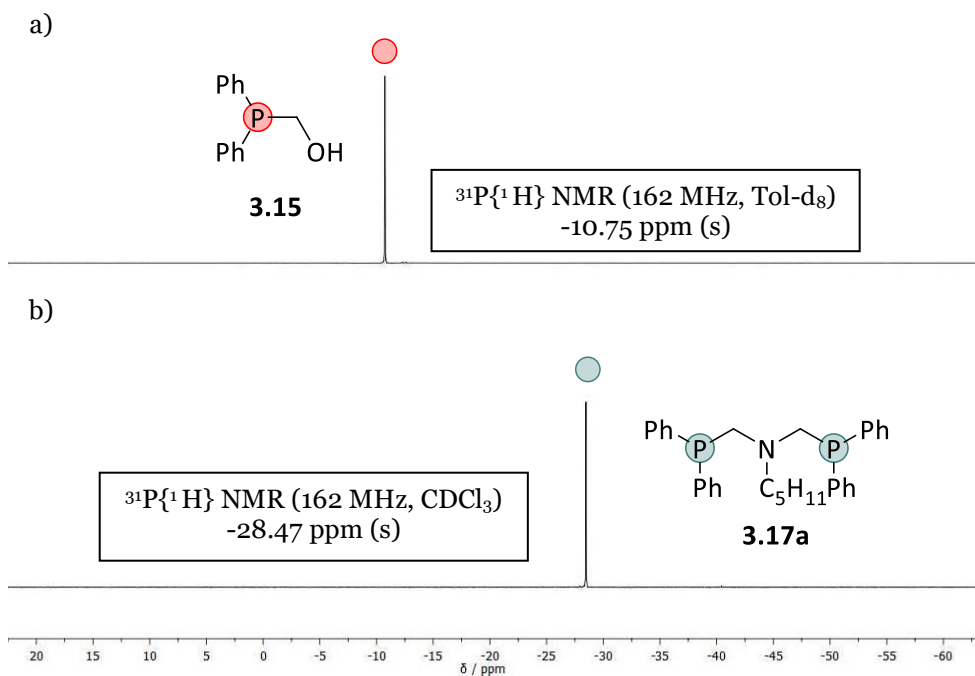 a)
Ph
P
Ph
OH
3.15
³¹P{¹H} NMR (162 MHz, Tol-d₈)
-10.75 ppm (s)
b)
³¹P{¹H} NMR (162 MHz, CDCl₃)
-28.47 ppm (s)
Ph P N P Ph
Ph C₅H₁₁Ph
3.17a
20 15 10 5 0 -5 -10 -15 -20 -25 -30 -35 -40 -45 -50 -55 -60
δ / ppm